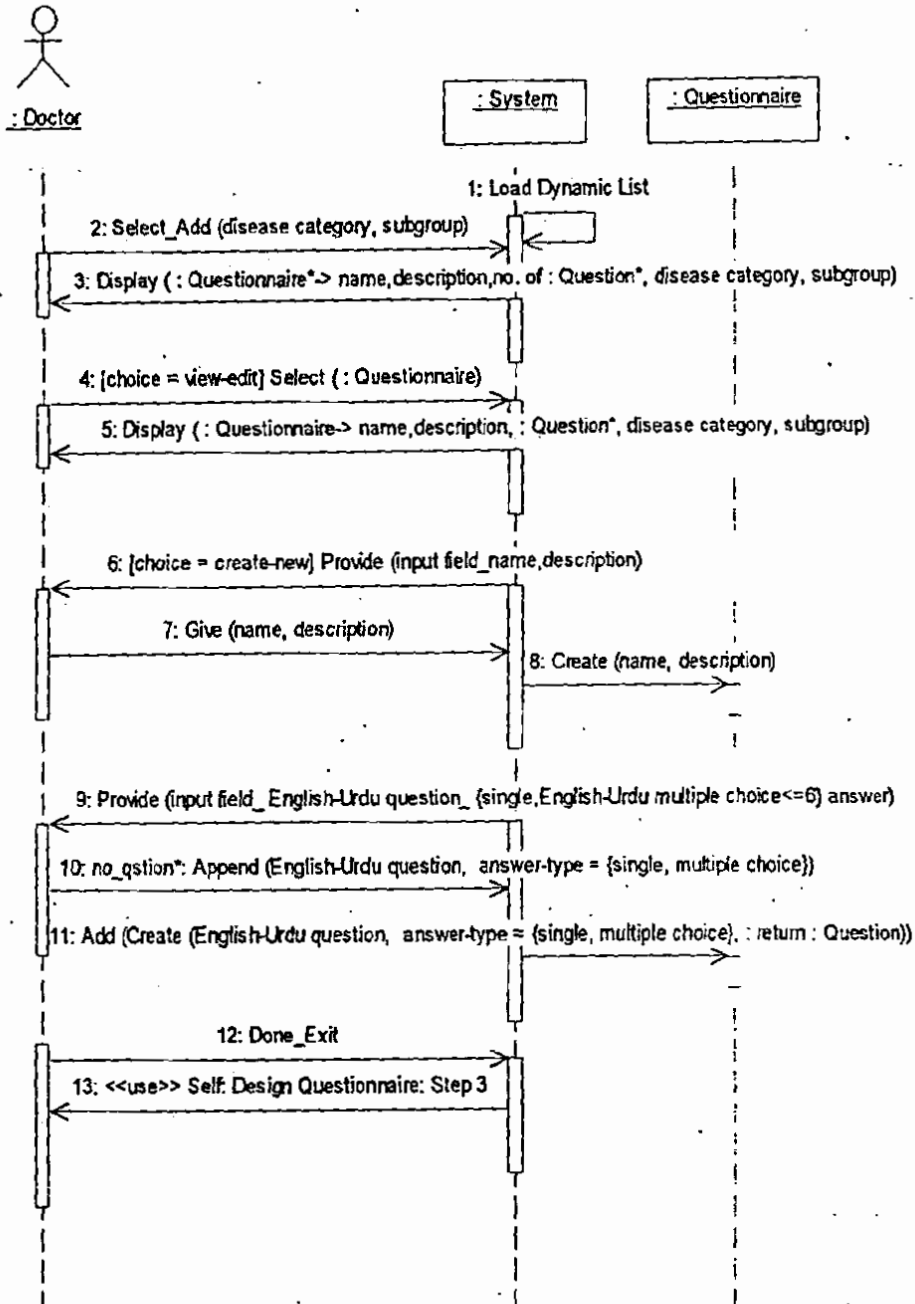 : Doctor
: System
: Questionnaire
1: Load Dynamic List
2: Select_Add (disease category, subgroup)
3: Display ( : Questionnaire*-> name,description,no. of : Question*, disease category, subgroup)
4: [choice = view-edit] Select ( : Questionnaire)
5: Display ( : Questionnaire-> name,description, : Question*, disease category, subgroup)
6: [choice = create-new] Provide (input field_name,description)
7: Give (name, description)
8: Create (name, description)
9: Provide (input field_ English-Urdu question_ {single,English-Urdu multiple choice<=6} answer)
10: no_qstion*: Append (English-Urdu question, answer-type = {single, multiple choice})
11: Add (Create (English-Urdu question, answer-type = {single, multiple choice}, : return : Question))
12: Done_Exit
13: <<use>> Self: Design Questionnaire: Step 3